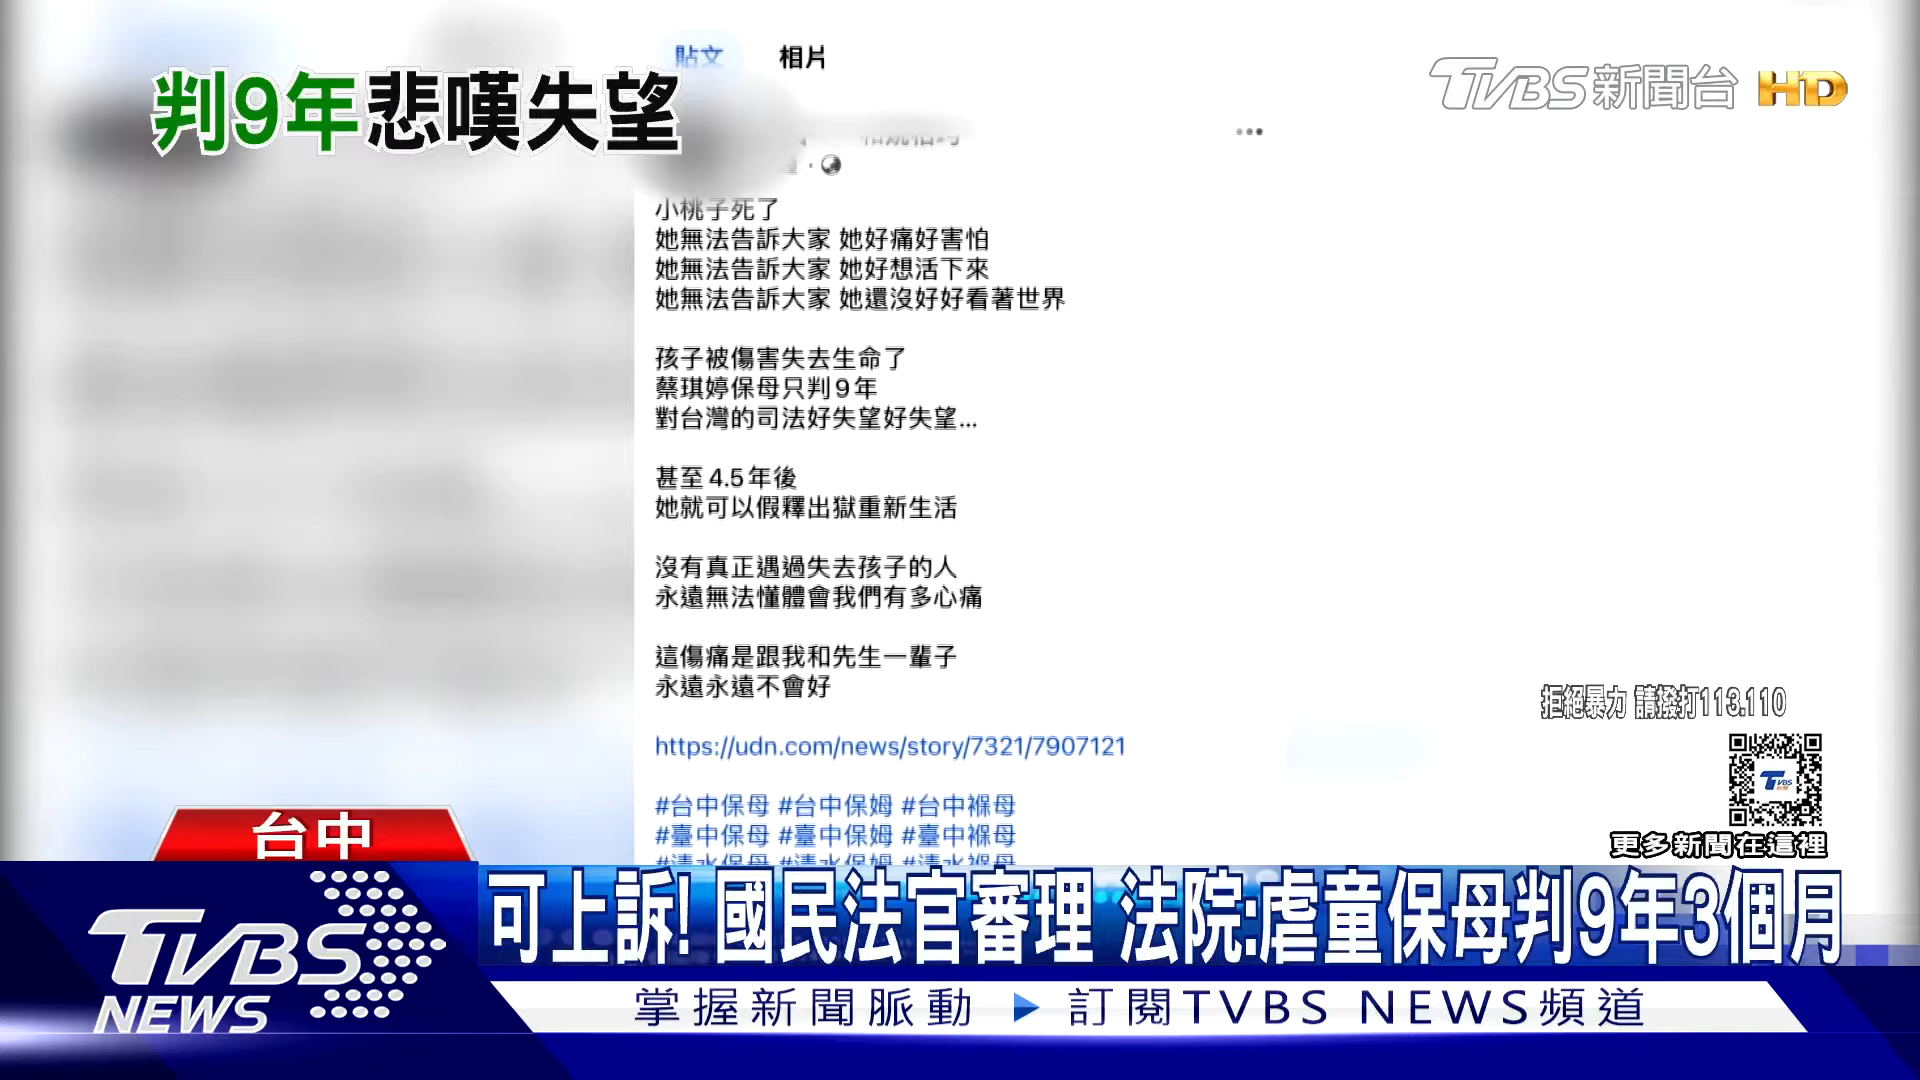 判9年悲嘆失望
貼文 相片
TVBS新聞台 HD
小桃子死了
她無法告訴大家 她好痛好害怕
她無法告訴大家 她好想活下來
她無法告訴大家 她還沒好好看著世界
孩子被傷害失去生命了
蔡琪婷保母只判9年
對台灣的司法好失望好失望...
甚至4.5年後
她就可以假釋出獄重新生活
沒有真正遇過失去孩子的人
永遠無法懂體會我們有多心痛
這傷痛是跟我和先生一輩子
永遠永遠不會好
https://udn.com/news/story/7321/7907121
#台中保母 #台中保姆 #台中褓母
#臺中保母 #臺中保姆 #臺中褓母
#清水保母 #清水保姆 #清水褓母
拒絕暴力 請撥打113.110
TVBS
更多新聞在這裡
台中
TVBS
NEWS
可上訴! 國民法官審理 法院:虐童保母判9年3個月
掌握新聞脈動 ▶ 訂閱TVBS NEWS頻道